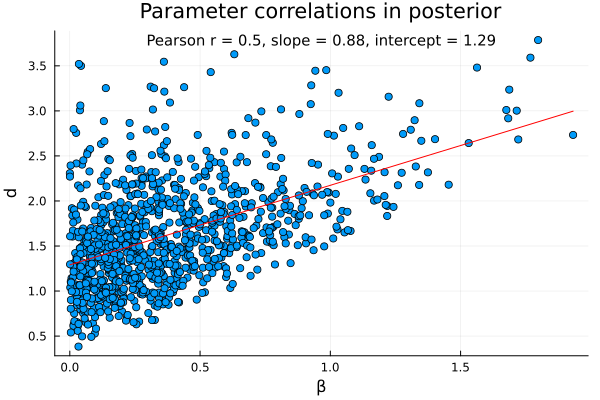 Parameter correlations in posterior
Pearson r = 0.5, slope = 0.88, intercept = 1.29
3.5
3.0
2.5
2.0
1.5
1.0
0.5
d
0.0
0.5
1.0
1.5
β